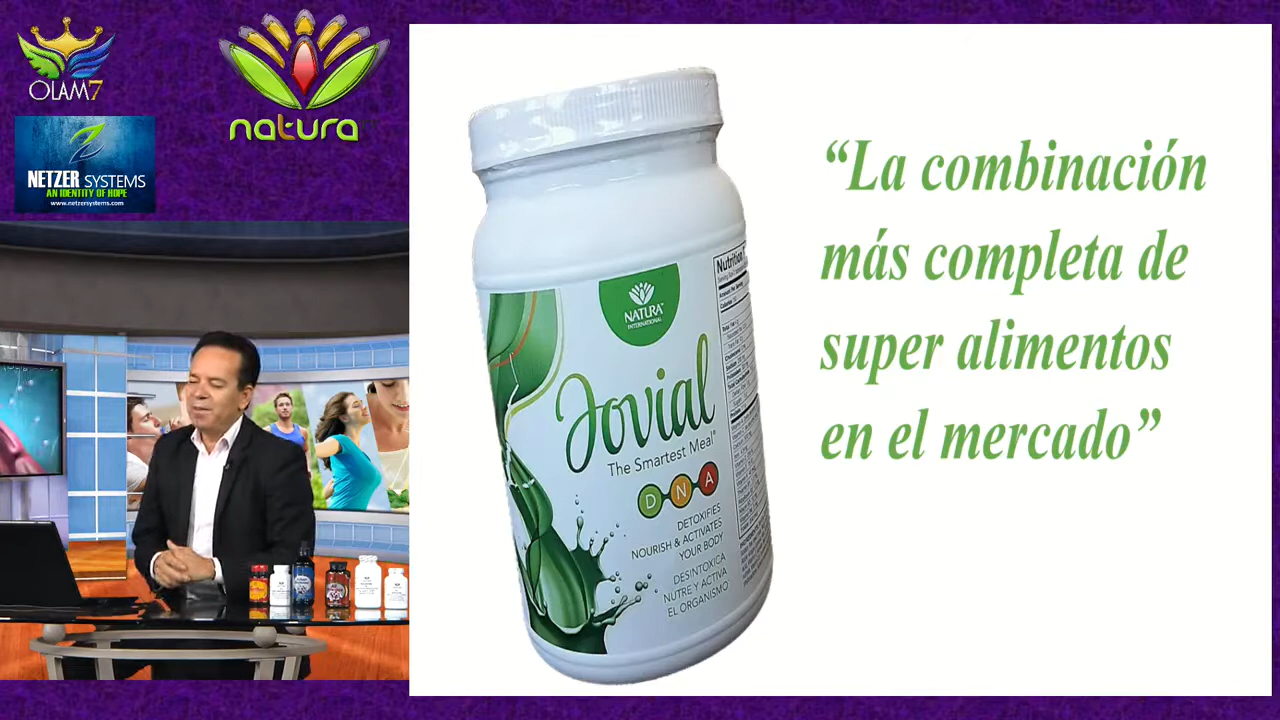 OLAM7
natura
NETZER SYSTEMS
AN IDENTITY OF HOPE
www.netzersystems.com
“La combinación
más completa de
super alimentos
en el mercado”
Nutrition
NATURA™
INTERNATIONAL
Jovial
The Smartest Meal®
D N A
DETOXIFIES
NOURISH & ACTIVATES
YOUR BODY
DESINTOXICA
NUTRE Y ACTIVA
EL ORGANISMO